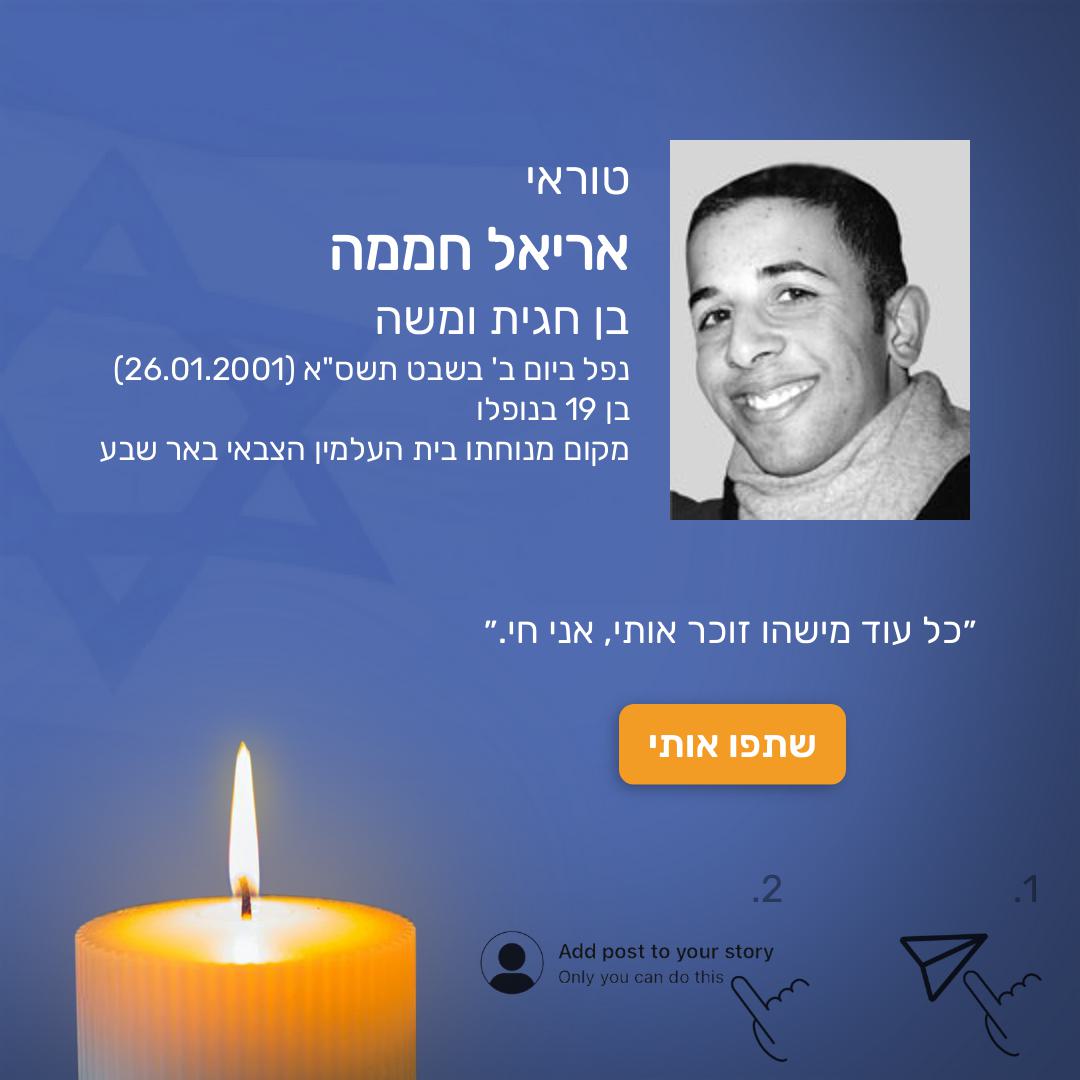 טוראי
אריאל חממה
בן חגית ומשה
נפל ביום ב' בשבט תשס"א (26.01.2001)
בן 19 בנופלו
מקום מנוחתו בית העלמין הצבאי באר שבע
״כל עוד מישהו זוכר אותי, אני חי.״
שתפו אותי
.1
.2
Add post to your story
Only you can do this